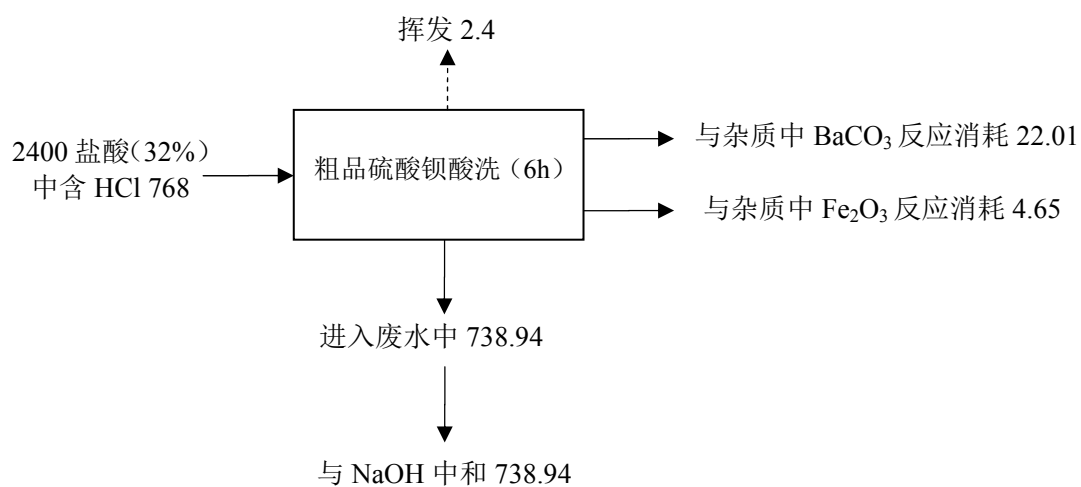 挥发 2.4
2400 盐酸(32%)
中含 HCl 768
粗品硫酸钡酸洗（6h）
与杂质中 BaCO₃ 反应消耗 22.01
与杂质中 Fe₂O₃ 反应消耗 4.65
进入废水中 738.94
与 NaOH 中和 738.94